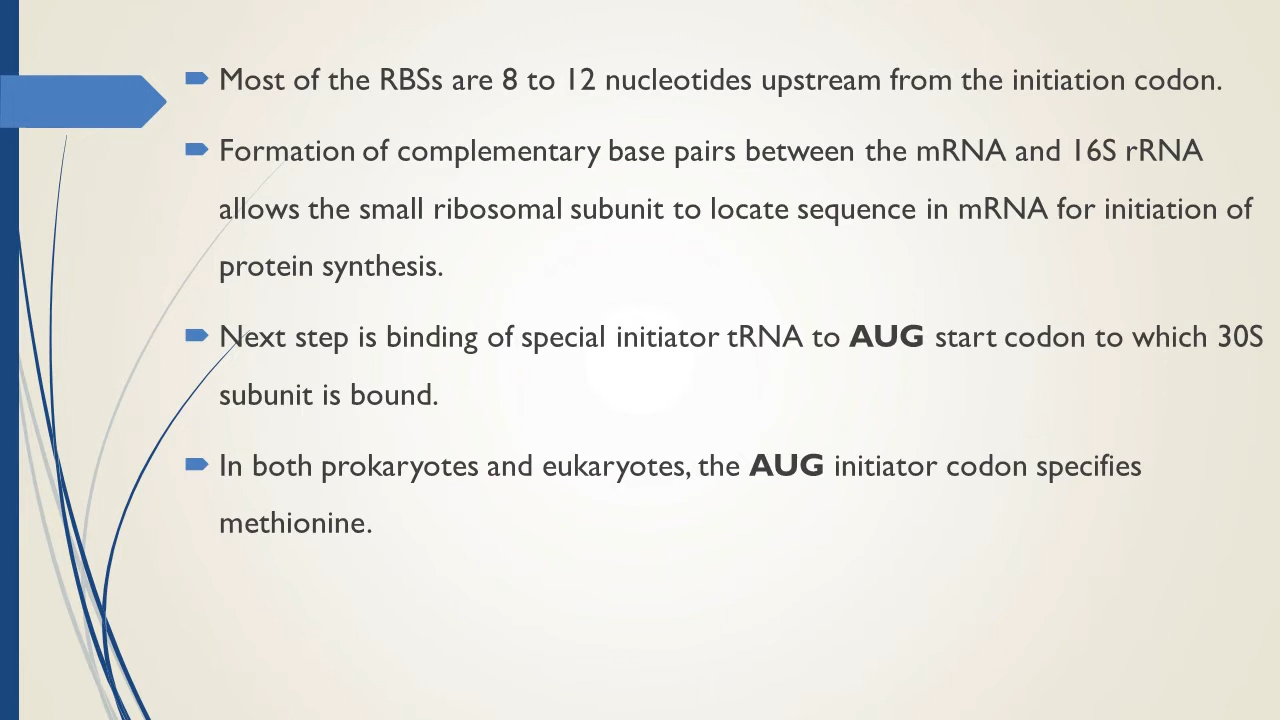 Most of the RBSs are 8 to 12 nucleotides upstream from the initiation codon.
Formation of complementary base pairs between the mRNA and 16S rRNA
allows the small ribosomal subunit to locate sequence in mRNA for initiation of
protein synthesis.
Next step is binding of special initiator tRNA to AUG start codon to which 30S
subunit is bound.
In both prokaryotes and eukaryotes, the AUG initiator codon specifies
methionine.